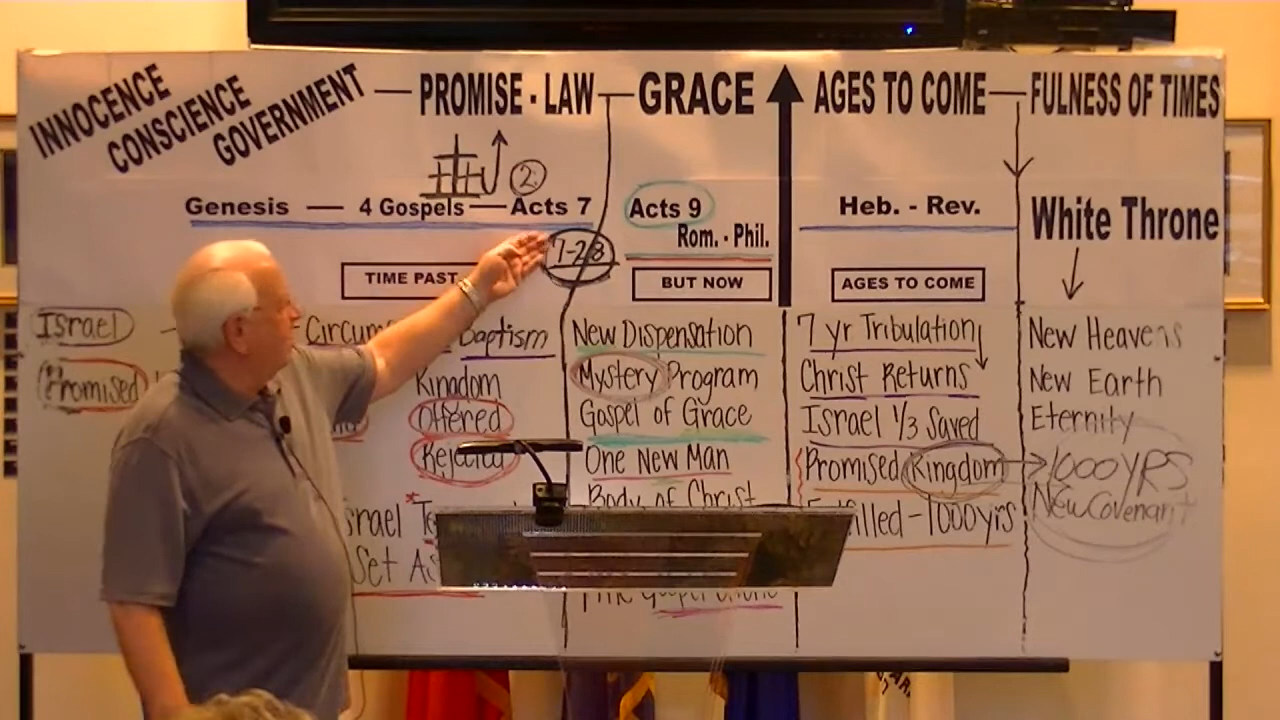 INNOCENCE
CONSCIENCE
GOVERNMENT — PROMISE - LAW — GRACE AGES TO COME — FULNESS OF TIMES
2
Genesis — 4 Gospels — Acts 7
7-28
TIME PAST
Israel Baptism
Promised Kingdom
Offered
Rejected
Set
Acts 9
Rom. - Phil.
BUT NOW
New Dispensation
Mystery Program
Gospel of Grace
One New Man
Body of Christ
Heb. - Rev.
AGES TO COME
7 yr Tribulation
Christ Returns
Israel 1/3 Saved
Promised Kingdom
1000yrs
White Throne
New Heavens
New Earth
Eternity
1000 YRS
New Covenant